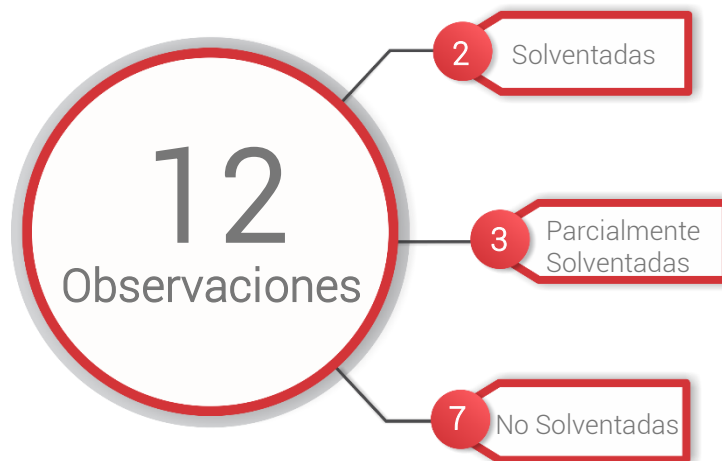 12
Observaciones
2
Solventadas
3
Parcialmente
Solventadas
7
No Solventadas